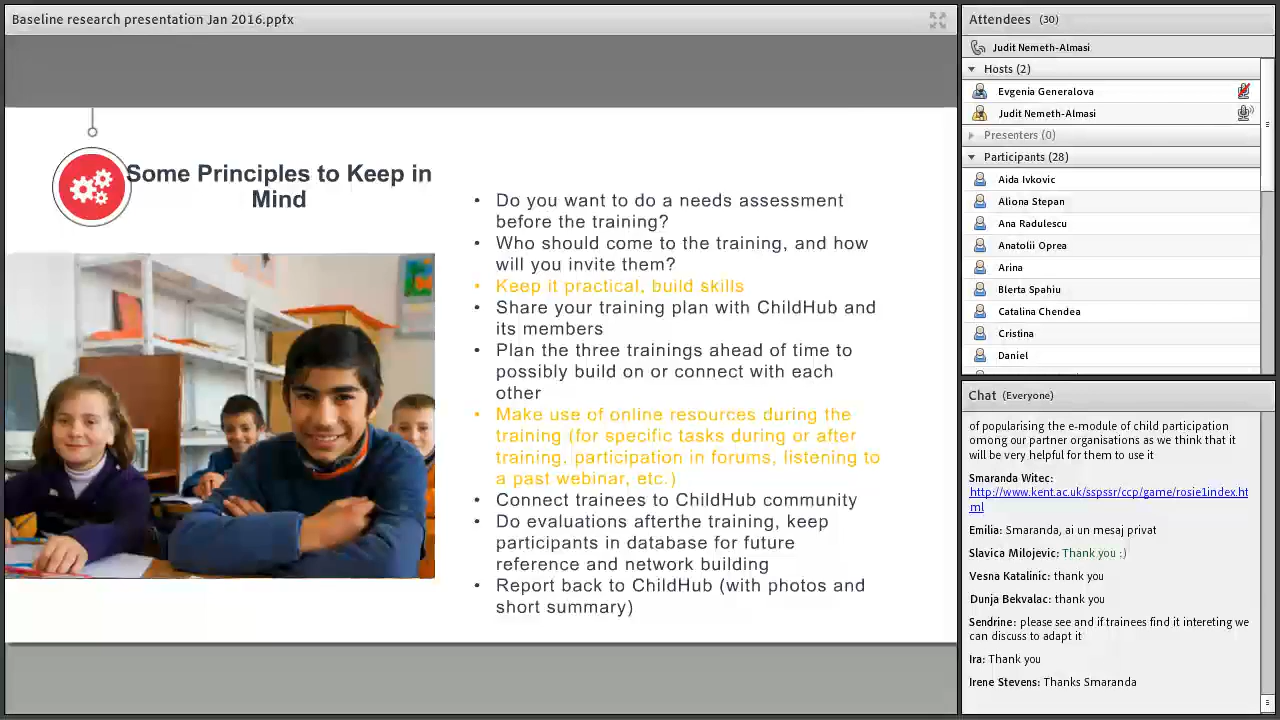 Baseline research presentation Jan 2016.pptx
Some Principles to Keep in
Mind
• Do you want to do a needs assessment
before the training?
• Who should come to the training, and how
will you invite them?
• Keep it practical, build skills
• Share your training plan with ChildHub and
its members
• Plan the three trainings ahead of time to
possibly build on or connect with each
other
• Make use of online resources during the
training (for specific tasks during or after
training, participation in forums, listening to
a past webinar, etc.)
• Connect trainees to ChildHub community
• Do evaluations afterthe training, keep
participants in database for future
reference and network building
• Report back to ChildHub (with photos and
short summary)
Attendees (30)
Judit Nemeth-Almasi
Hosts (2)
Evgenia Generalova
Judit Nemeth-Almasi
Presenters (0)
Participants (28)
Aida Ivkovic
Aliona Stepan
Ana Radulescu
Anatolii Oprea
Arina
Blerta Spahiu
Catalina Chendea
Cristina
Daniel
Chat (Everyone)
of popularising the e-module of child participation
omong our partner organisations as we think that it
will be very helpful for them to use it
Smaranda Witec:
http://www.kent.ac.uk/sspssr/ccp/game/rosie1index.ht
ml
Emilia: Smaranda, ai un mesaj privat
Slavica Milojevic: Thank you ;)
Vesna Katalinic: thank you
Dunja Bekvalac: thank you
Sendrine: please see and if trainees find it intereting we
can discuss to adapt it
Ira: Thank you
Irene Stevens: Thanks Smaranda